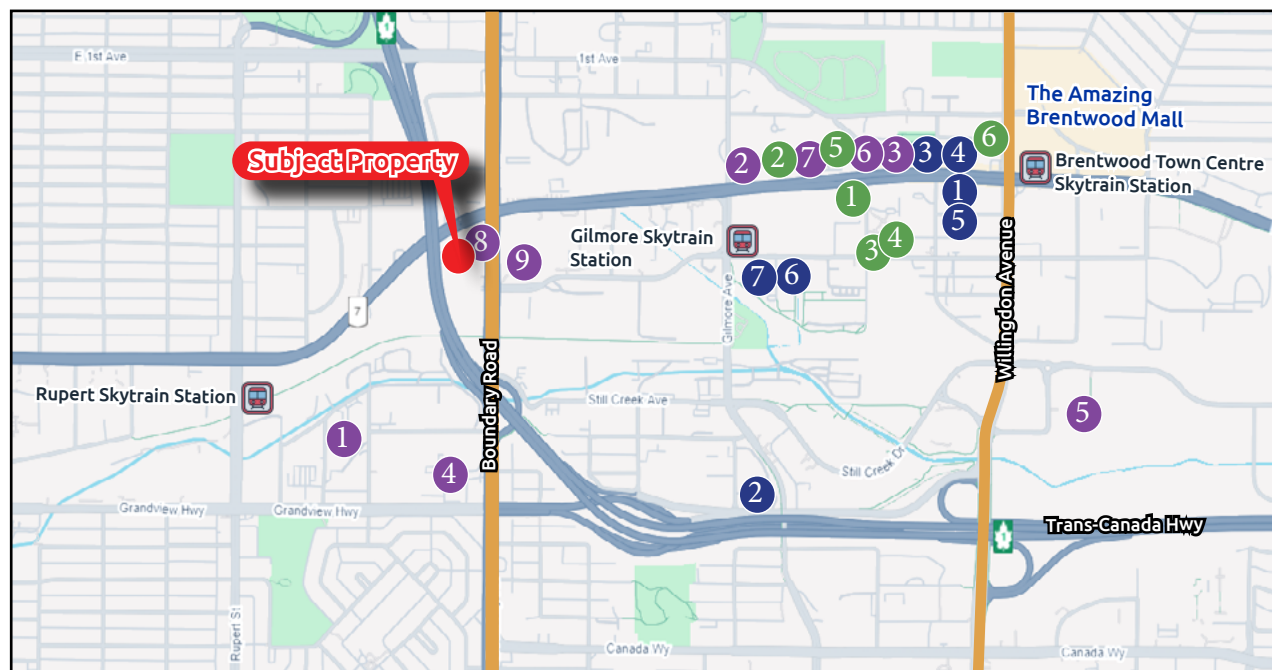 1
E 1st Ave
1st Ave
The Amazing
Brentwood Mall
Subject Property
2
2
7
5
6
3
3
4
6
Brentwood Town Centre
Skytrain Station
1
1
5
8
9
Gilmore Skytrain
Station
3
4
7
6
7
Gilmore Ave
Willingdon Avenue
Boundary Road
Rupert Skytrain Station
Still Creek Ave
5
1
4
Still Creek Dr
2
Grandview Hwy
Grandview Hwy
Trans-Canada Hwy
1
Rupert St
Canada Wy
Canada Wy